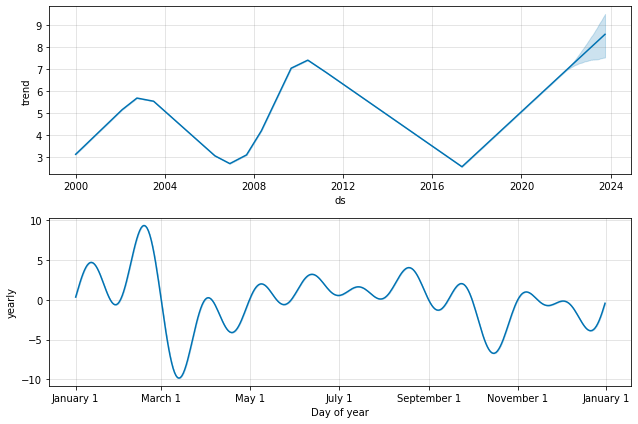 9
8
7
6
5
4
3
trend
2000 2004 2008 2012 2016 2020 2024
ds
10
5
0
−5
−10
yearly
January 1 March 1 May 1 July 1 September 1 November 1 January 1
Day of year